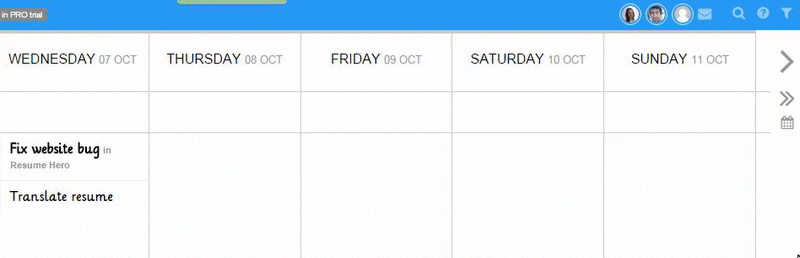 in PRO trial
WEDNESDAY 07 OCT
THURSDAY 08 OCT
FRIDAY 09 OCT
SATURDAY 10 OCT
SUNDAY 11 OCT
Fix website bug in
Resume Hero
Translate resume